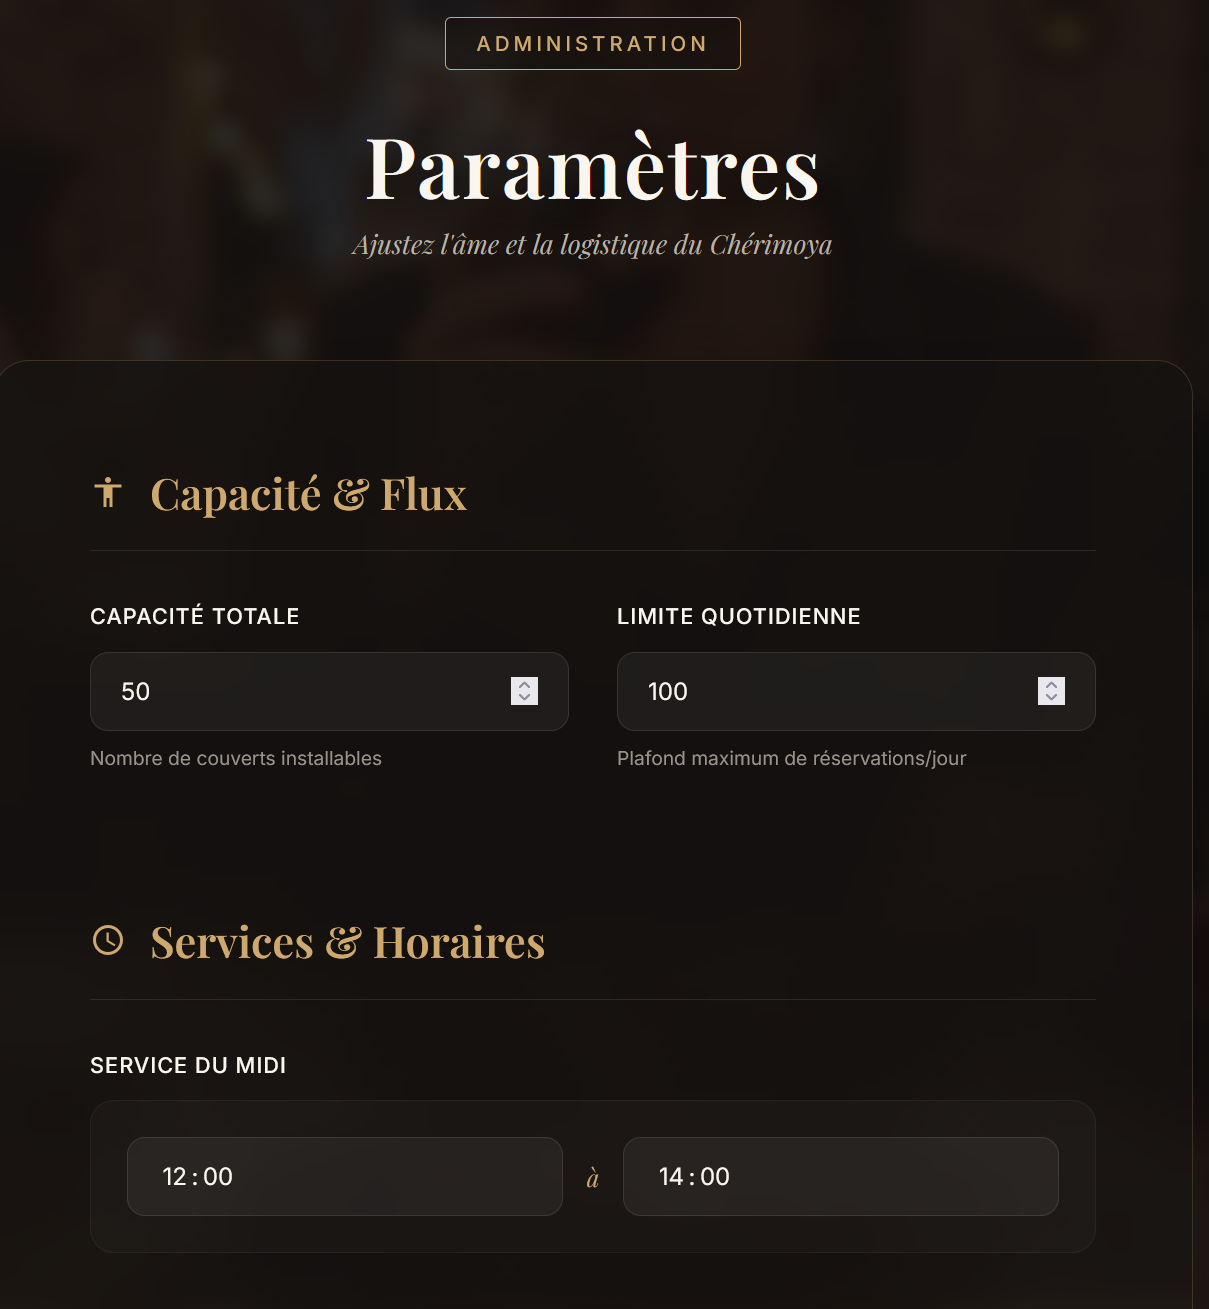 ADMINISTRATION
Paramètres
Ajustez l'âme et la logistique du Chérimoya
Capacité & Flux
CAPACITÉ TOTALE
LIMITE QUOTIDIENNE
50
100
Nombre de couverts installables
Plafond maximum de réservations/jour
Services & Horaires
SERVICE DU MIDI
12:00
à
14:00